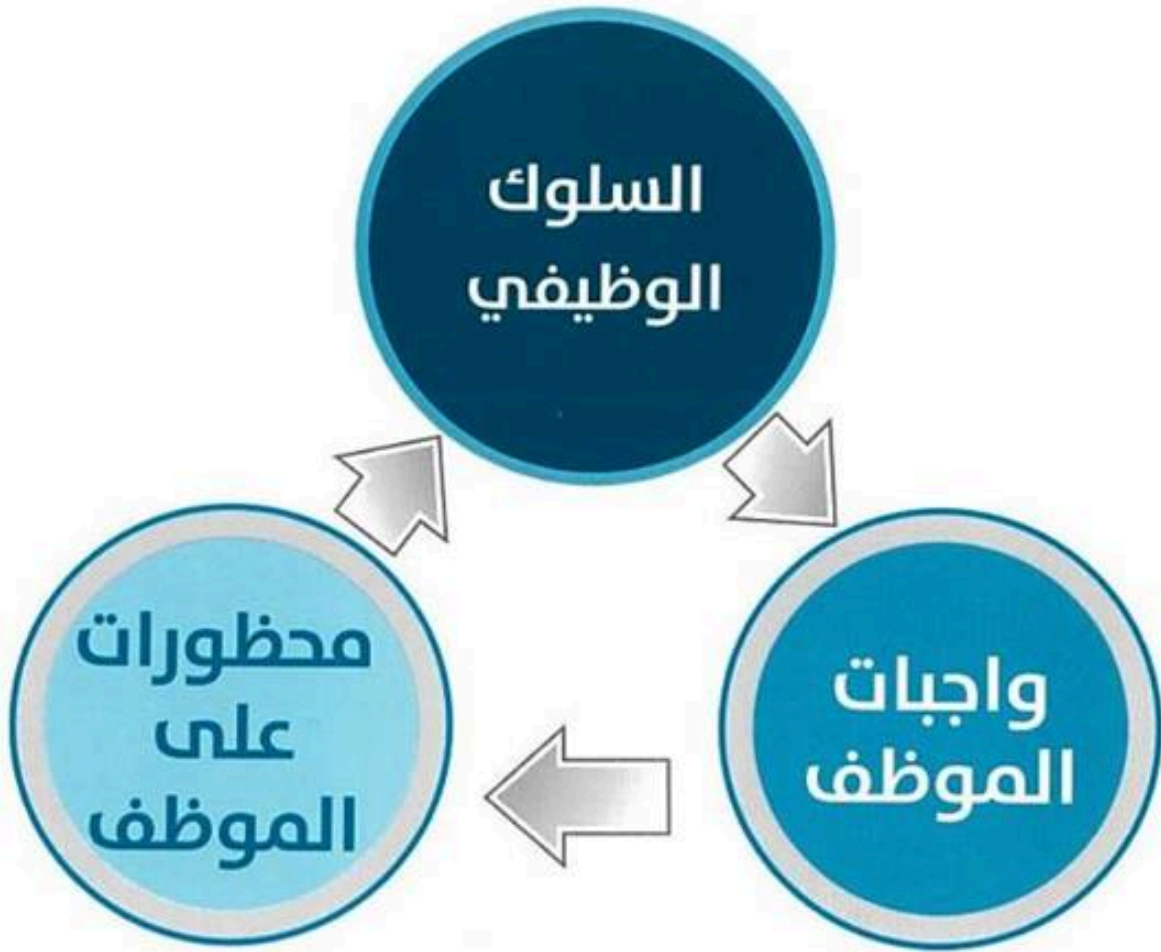 السلوك
الوظيفي
واجبات
الموظف
محظورات
على
الموظف